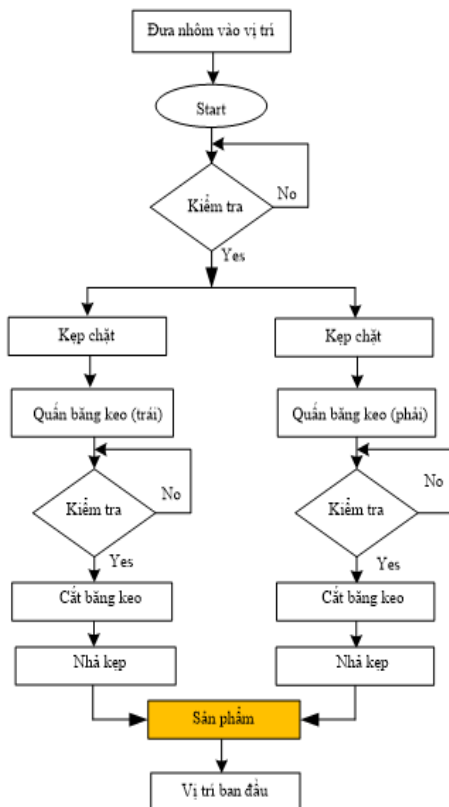 Đưa nhôm vào vị trí
Start
No
Kiểm tra
Yes
Kẹp chặt
Kẹp chặt
Quấn băng keo (trái)
Quấn băng keo (phải)
No
No
Kiểm tra
Kiểm tra
Yes
Yes
Cắt băng keo
Cắt băng keo
Nhả kẹp
Nhả kẹp
Sản phẩm
Vị trí ban đầu